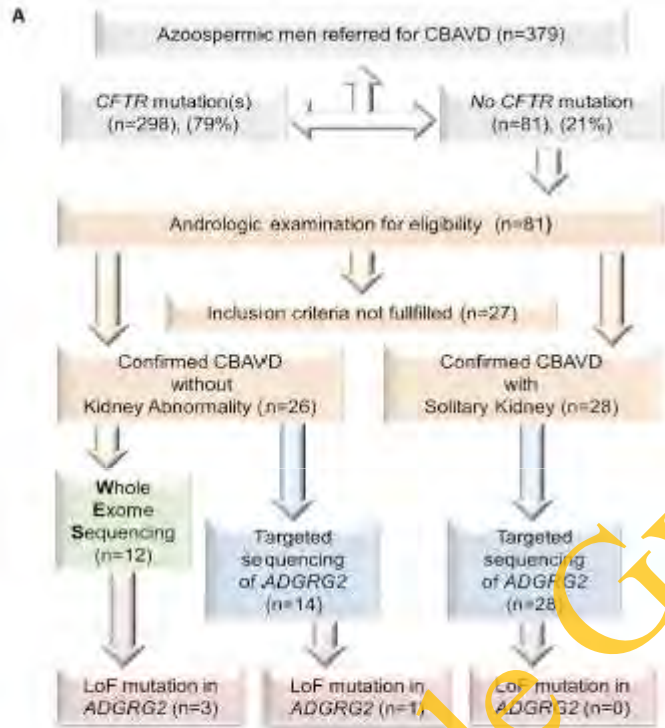 A
Azoospermic men referred for CBAVD (n=379)
CFTR mutation(s)
(n=298), (79%)
No CFTR mutation
(n=81), (21%)
Andrologic examination for eligibility (n=81)
Inclusion criteria not fullfilled (n=27)
Confirmed CBAVD
without
Kidney Abnormality (n=26)
Confirmed CBAVD
with
Solitary Kidney (n=28)
Whole
Exome
Sequencing
(n=12)
Targeted
sequencing
of ADGRG2
(n=14)
Targeted
sequencing
of ADGRG2
(n=28)
LoF mutation in
ADGRG2 (n=3)
LoF mutation in
ADGRG2 (n=1)
LoF mutation in
ADGRG2 (n=0)